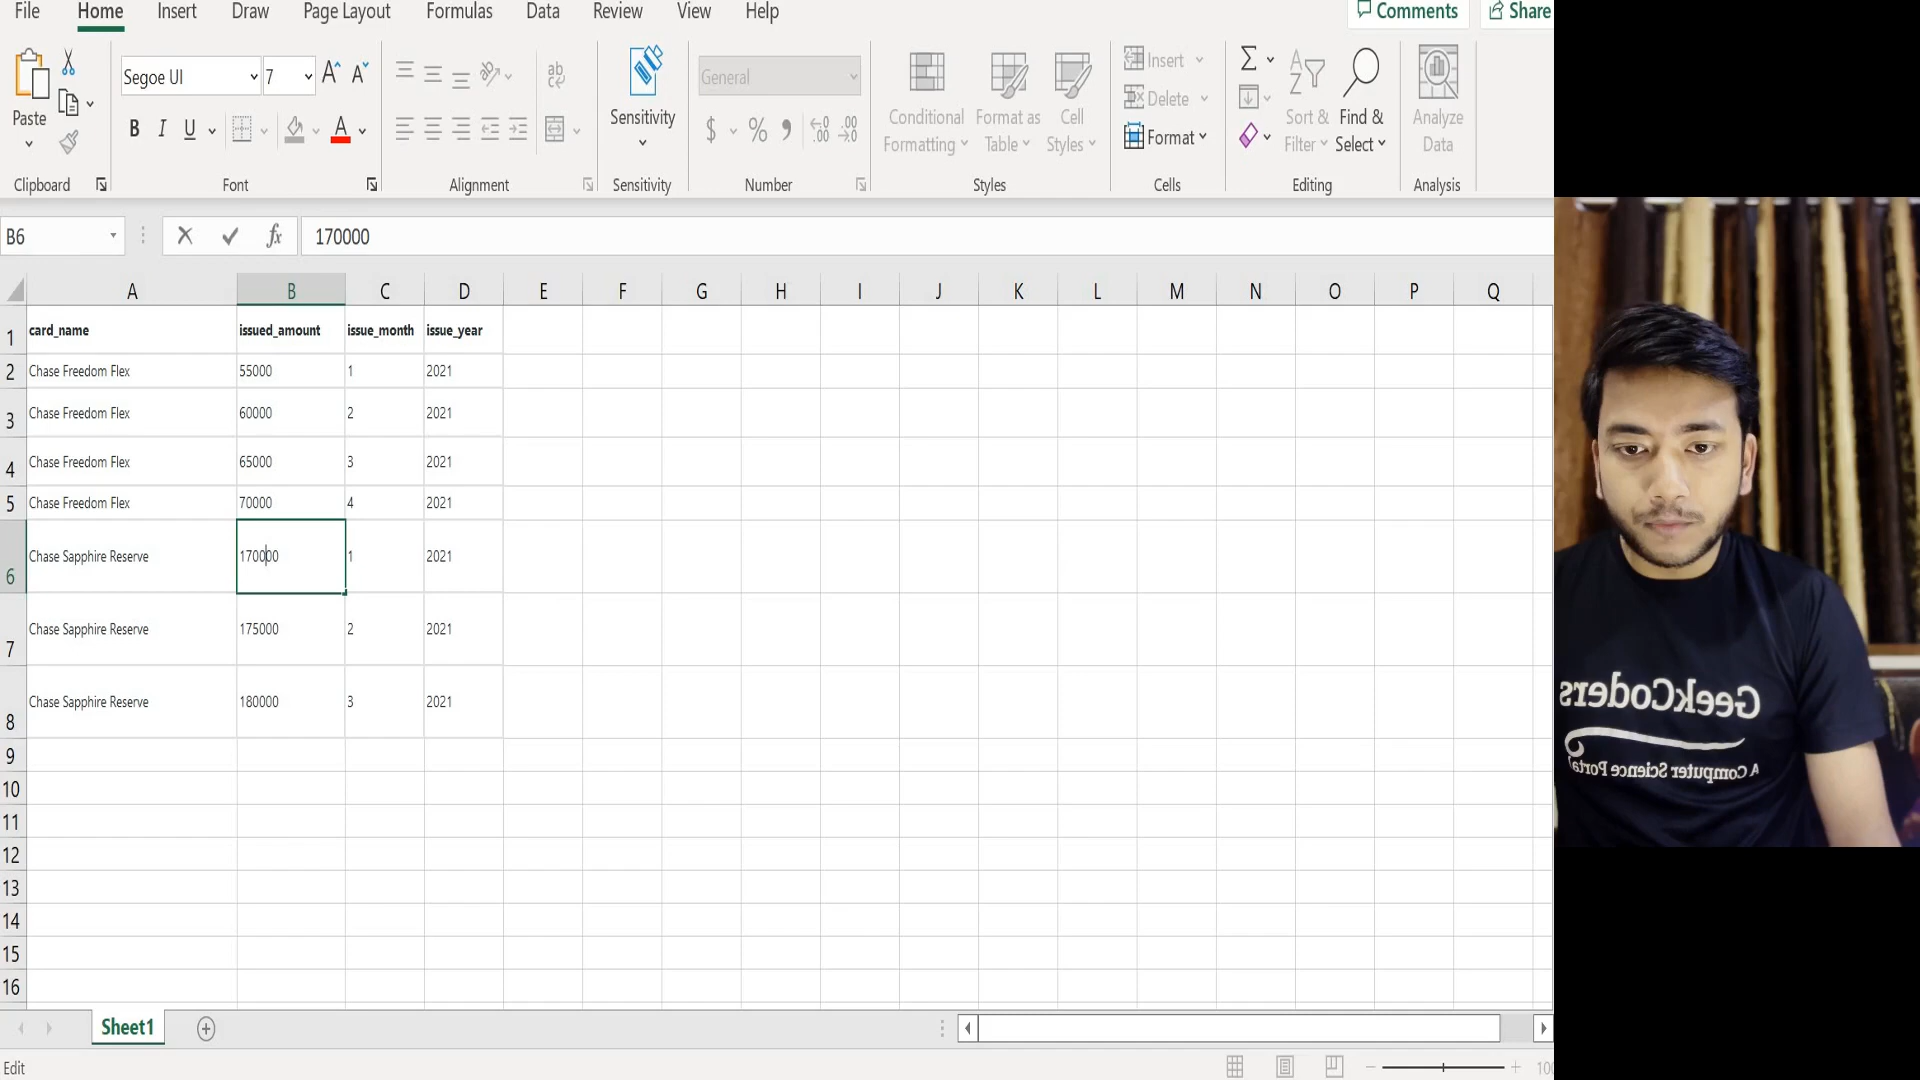 File Home Insert Draw Page Layout Formulas Data Review View Help Comments Share
Paste
Clipboard
Segoe UI 7
B I U
Font
ab
Alignment
Sensitivity
Sensitivity
General
$ % ,
Number
Conditional Formatting
Format as Table
Cell Styles
Styles
Insert
Delete
Format
Cells
Sort & Filter
Find & Select
Editing
Analyze Data
Analysis
B6 fx 170000
A B C D E F G H I J K L M N O P Q
1 card_name issued_amount issue_month issue_year
2 Chase Freedom Flex 55000 1 2021
3 Chase Freedom Flex 60000 2 2021
4 Chase Freedom Flex 65000 3 2021
5 Chase Freedom Flex 70000 4 2021
6 Chase Sapphire Reserve 170000 1 2021
7 Chase Sapphire Reserve 175000 2 2021
8 Chase Sapphire Reserve 180000 3 2021
9
10
11
12
13
14
15
16
Sheet1
Edit
GeekCoders
A Computer Science Portal